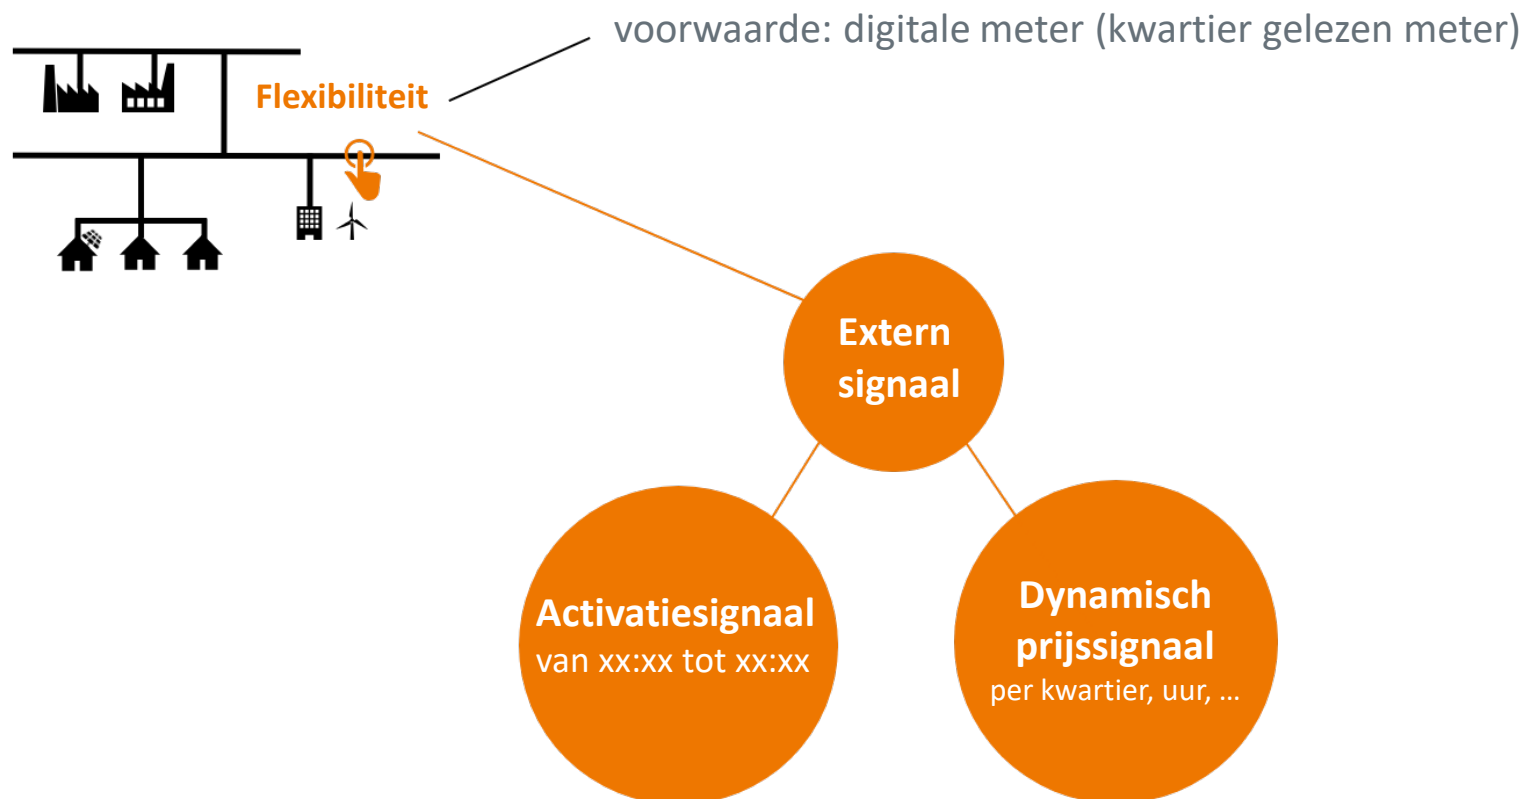 voorwaarde: digitale meter (kwartier gelezen meter)
Flexibiliteit
Extern
signaal
Activatiesignaal
van xx:xx tot xx:xx
Dynamisch
prijssignaal
per kwartier, uur, …